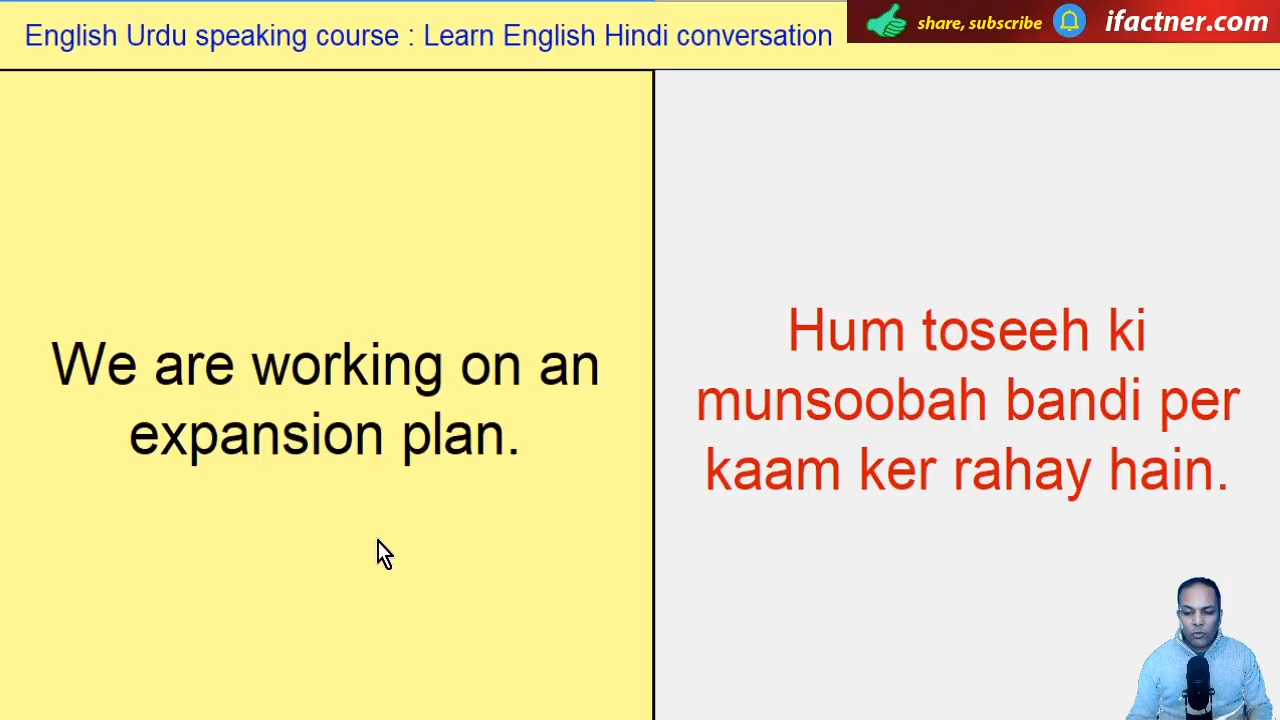 English Urdu speaking course : Learn English Hindi conversation
share, subscribe
ifactner.com
We are working on an
expansion plan.
Hum toseeh ki
munsoobah bandi per
kaam ker rahay hain.